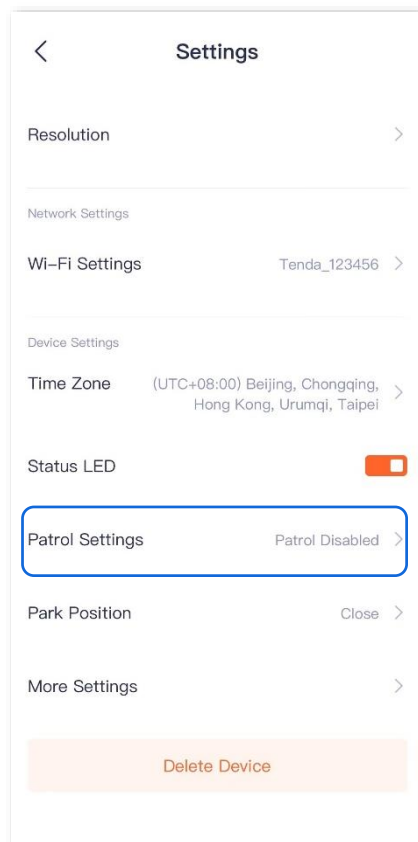 Settings
Resolution
Network Settings
Wi-Fi Settings Tenda_123456
Device Settings
Time Zone (UTC+08:00) Beijing, Chongqing,
Hong Kong, Urumqi, Taipei
Status LED
Patrol Settings Patrol Disabled
Park Position Close
More Settings
Delete Device